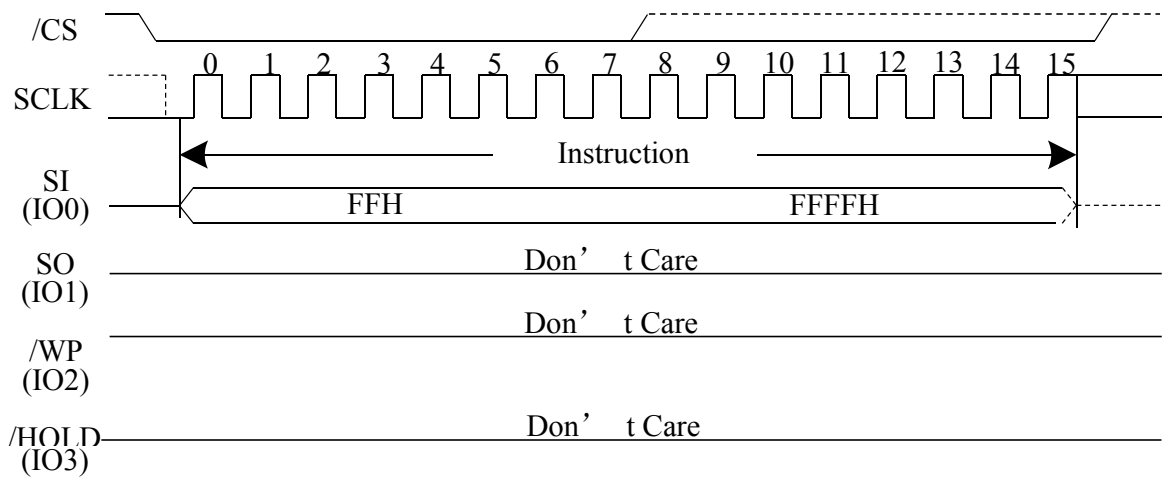 /CS
0 1 2 3 4 5 6 7 8 9 10 11 12 13 14 15
SCLK
Instruction
SI
(IO0)
FFH FFFFH
SO
(IO1)
Don’ t Care
/WP
(IO2)
Don’ t Care
/HOLD
(IO3)
Don’ t Care